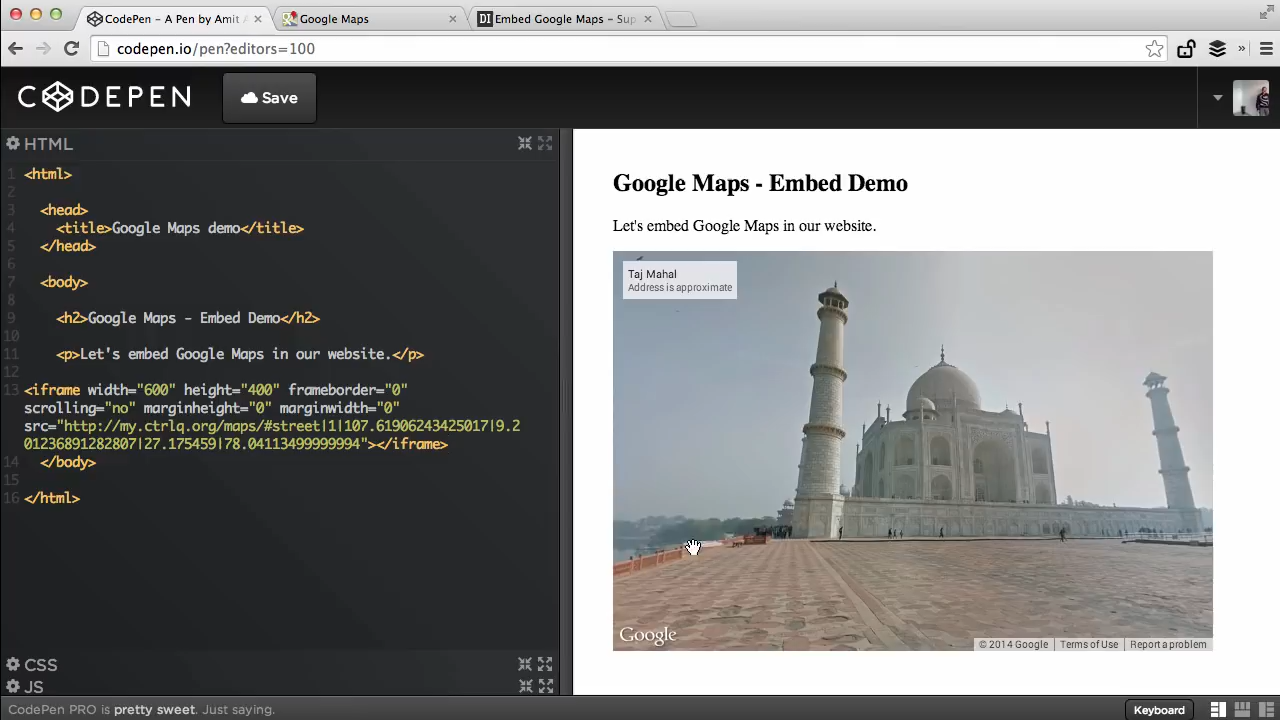 CodePen - A Pen by Amit A
Google Maps
DI Embed Google Maps - Sup
codepen.io/pen?editors=100
CODEPEN
Save
HTML
1 <html>
2
3 <head>
4 <title>Google Maps demo</title>
5 </head>
6
7 <body>
8
9 <h2>Google Maps - Embed Demo</h2>
10
11 <p>Let's embed Google Maps in our website.</p>
12
13 <iframe width="600" height="400" frameborder="0"
scrolling="no" marginheight="0" marginwidth="0"
src="http://my.ctrlq.org/maps/#street|1|107.61906243425017|9.2
01236891282807|27.175459|78.04113499999994"></iframe>
14 </body>
15
16 </html>
CSS
JS
Google Maps - Embed Demo
Let's embed Google Maps in our website.
Taj Mahal
Address is approximate
Google
© 2014 Google
Terms of Use
Report a problem
CodePen PRO is pretty sweet. Just saying.
Keyboard